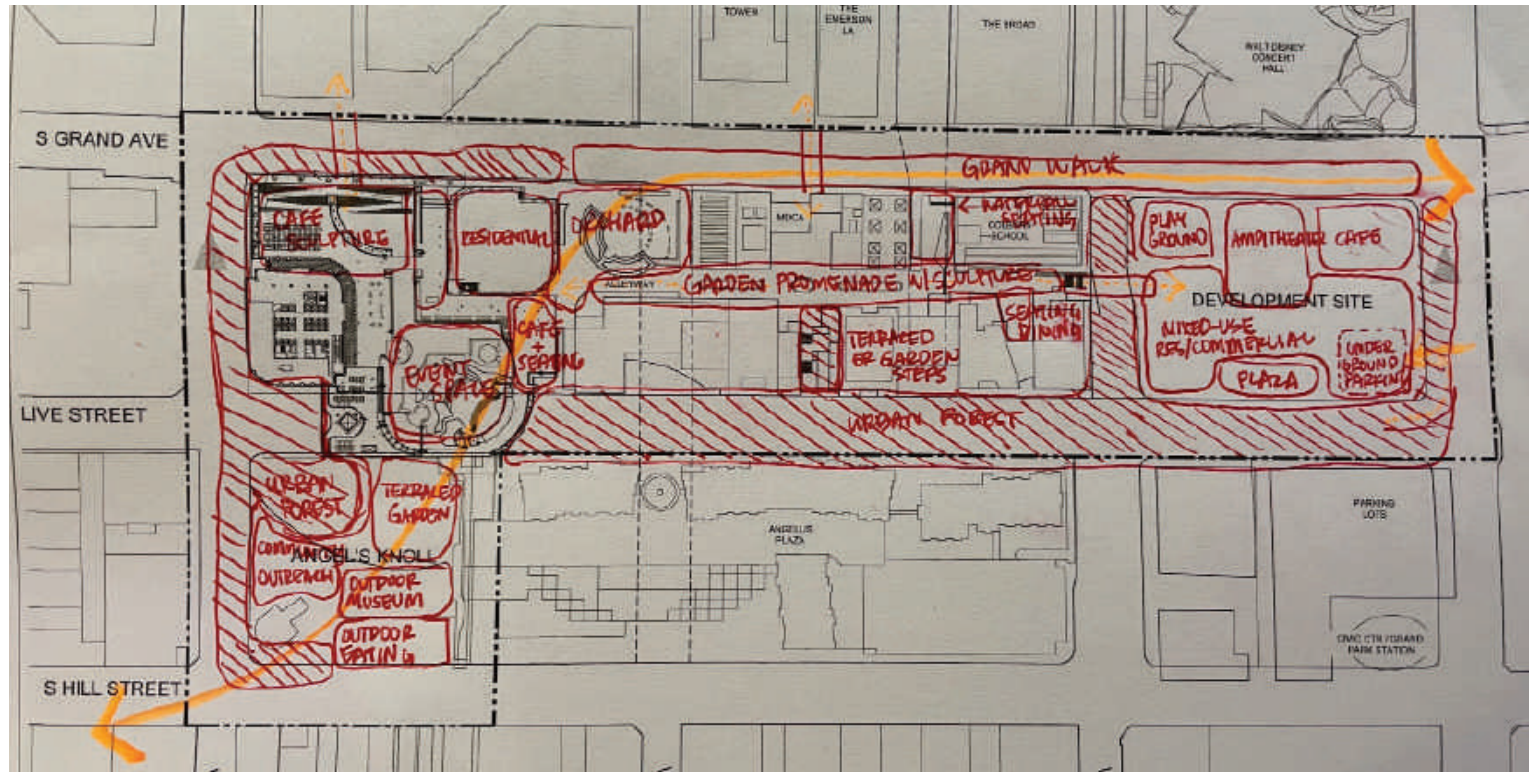 TOWER
THE
EMERSON
LA
THE BROAD
WALT DISNEY
CONCERT
HALL
S GRAND AVE
GRAND WALK
CAFE
SCULPTURE
RESIDENTIAL
ORCHARD
MOCA
← WATERFALL
SEATING
COLBURN
SCHOOL
PLAY
GROUND
AMPITHEATER
CAFE
ALLEYWAY
GARDEN PROMENADE W/SCULPTURE
DEVELOPMENT SITE
CAFE
+
SEATING
EVENT
SPACE
TERRACED
GARDEN
STEPS
SEATING
DINING
MIXED-USE
RES/COMMERCIAL
PLAZA
UNDER
GROUND
PARKING
LIVE STREET
URBAN FOREST
URBAN
FOREST
TERRACED
GARDEN
ANGEL'S KNOLL
OUTREACH
OUTDOOR
MUSEUM
OUTDOOR
EATING
ANGELUS
PLAZA
PARKING
LOTS
CIVIC CTR / GRAND
PARK STATION
S HILL STREET